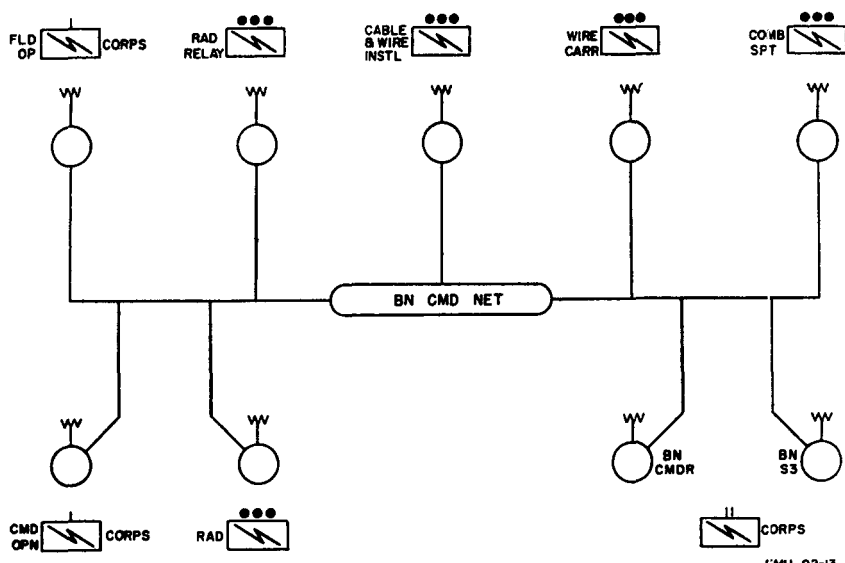 FLD OP
CORPS
RAD RELAY
CABLE & WIRE INSTL
WIRE CARR
COMB SPT
BN CMD NET
BN CMDR
BN S3
CMD OPN
CORPS
RAD
CORPS